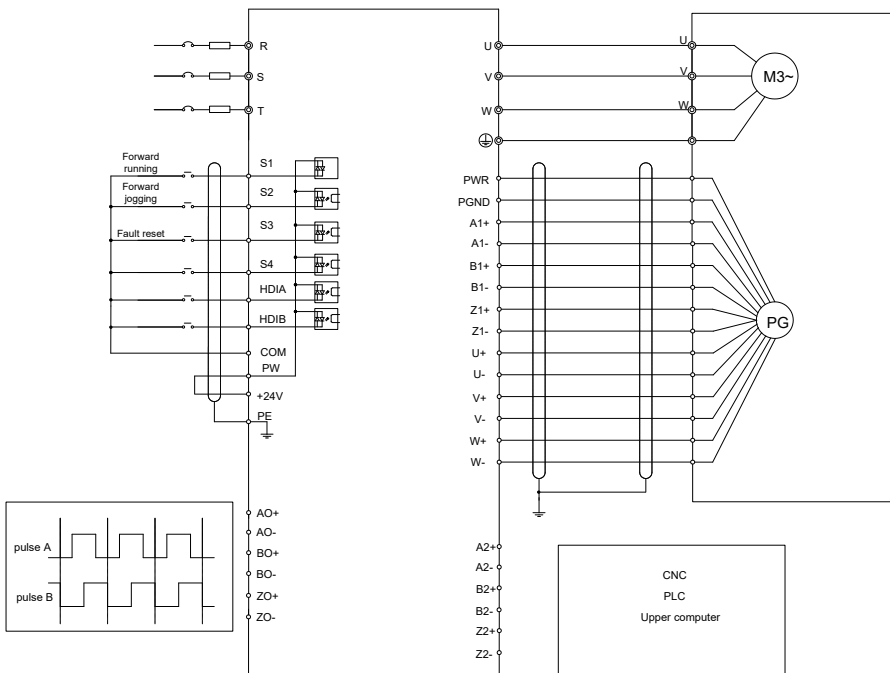 R
S
T
U
V
W
U
V
W
M3~
Forward
running
Forward
jogging
Fault reset
S1
S2
S3
S4
HDIA
HDIB
COM
PW
+24V
PE
PWR
PGND
A1+
A1-
B1+
B1-
Z1+
Z1-
U+
U-
V+
V-
W+
W-
PG
pulse A
pulse B
AO+
AO-
BO+
BO-
ZO+
ZO-
A2+
A2-
B2+
B2-
Z2+
Z2-
CNC
PLC
Upper computer